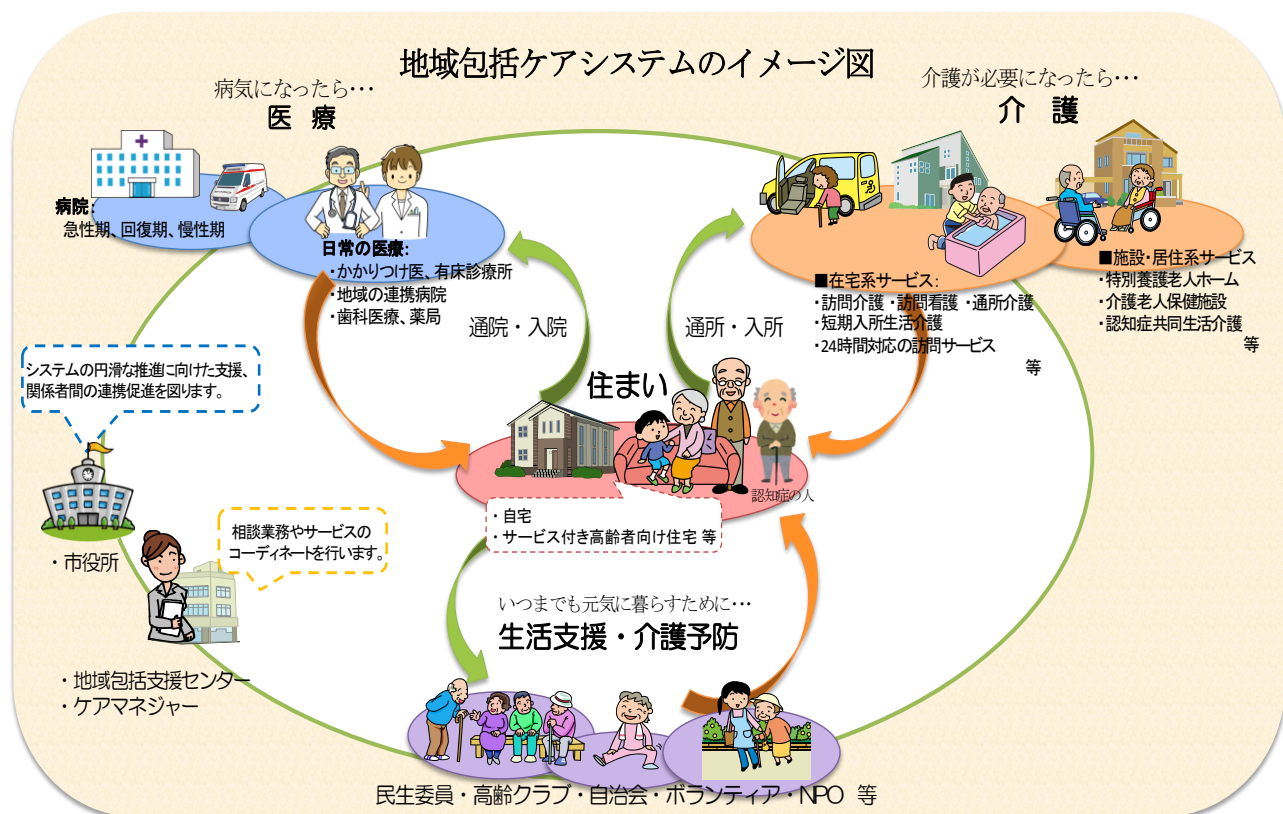 地域包括ケアシステムのイメージ図
病気になったら･･･
医 療
介護が必要になったら･･･
介 護
病院：
急性期、回復期、慢性期
日常の医療：
・かかりつけ医、有床診療所
・地域の連携病院
・歯科医療、薬局
■在宅系サービス：
・訪問介護・訪問看護・通所介護
・短期入所生活介護
・24時間対応の訪問サービス
等
■施設・居住系サービス
・特別養護老人ホーム
・介護老人保健施設
・認知症共同生活介護
等
通院・入院
通所・入所
システムの円滑な推進に向けた支援、
関係者間の連携促進を図ります。
・市役所
住まい
認知症の人
・自宅
・サービス付き高齢者向け住宅 等
相談業務やサービスの
コーディネートを行います。
・地域包括支援センター
・ケアマネジャー
いつまでも元気に暮らすために･･･
生活支援・介護予防
民生委員・高齢クラブ・自治会・ボランティア・NPO 等